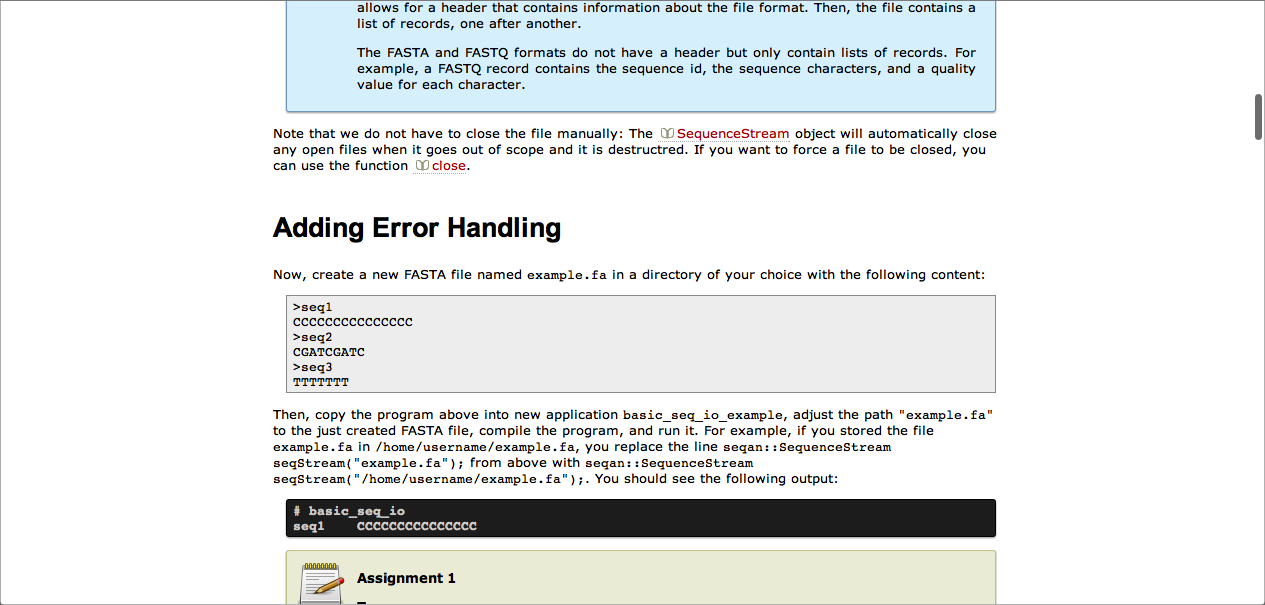 allows for a header that contains information about the file format. Then, the file contains a
list of records, one after another.
The FASTA and FASTQ formats do not have a header but only contain lists of records. For
example, a FASTQ record contains the sequence id, the sequence characters, and a quality
value for each character.
Note that we do not have to close the file manually: The SequenceStream object will automatically close
any open files when it goes out of scope and it is destructred. If you want to force a file to be closed, you
can use the function close.
Adding Error Handling
Now, create a new FASTA file named example.fa in a directory of your choice with the following content:
>seq1
CCCCCCCCCCCCCCC
>seq2
CGATCGATC
>seq3
TTTTTTT
Then, copy the program above into new application basic_seq_io_example, adjust the path "example.fa"
to the just created FASTA file, compile the program, and run it. For example, if you stored the file
example.fa in /home/username/example.fa, you replace the line seqan::SequenceStream
seqStream("example.fa"); from above with seqan::SequenceStream
seqStream("/home/username/example.fa");. You should see the following output:
# basic_seq_io
seq1    CCCCCCCCCCCCCCC
Assignment 1